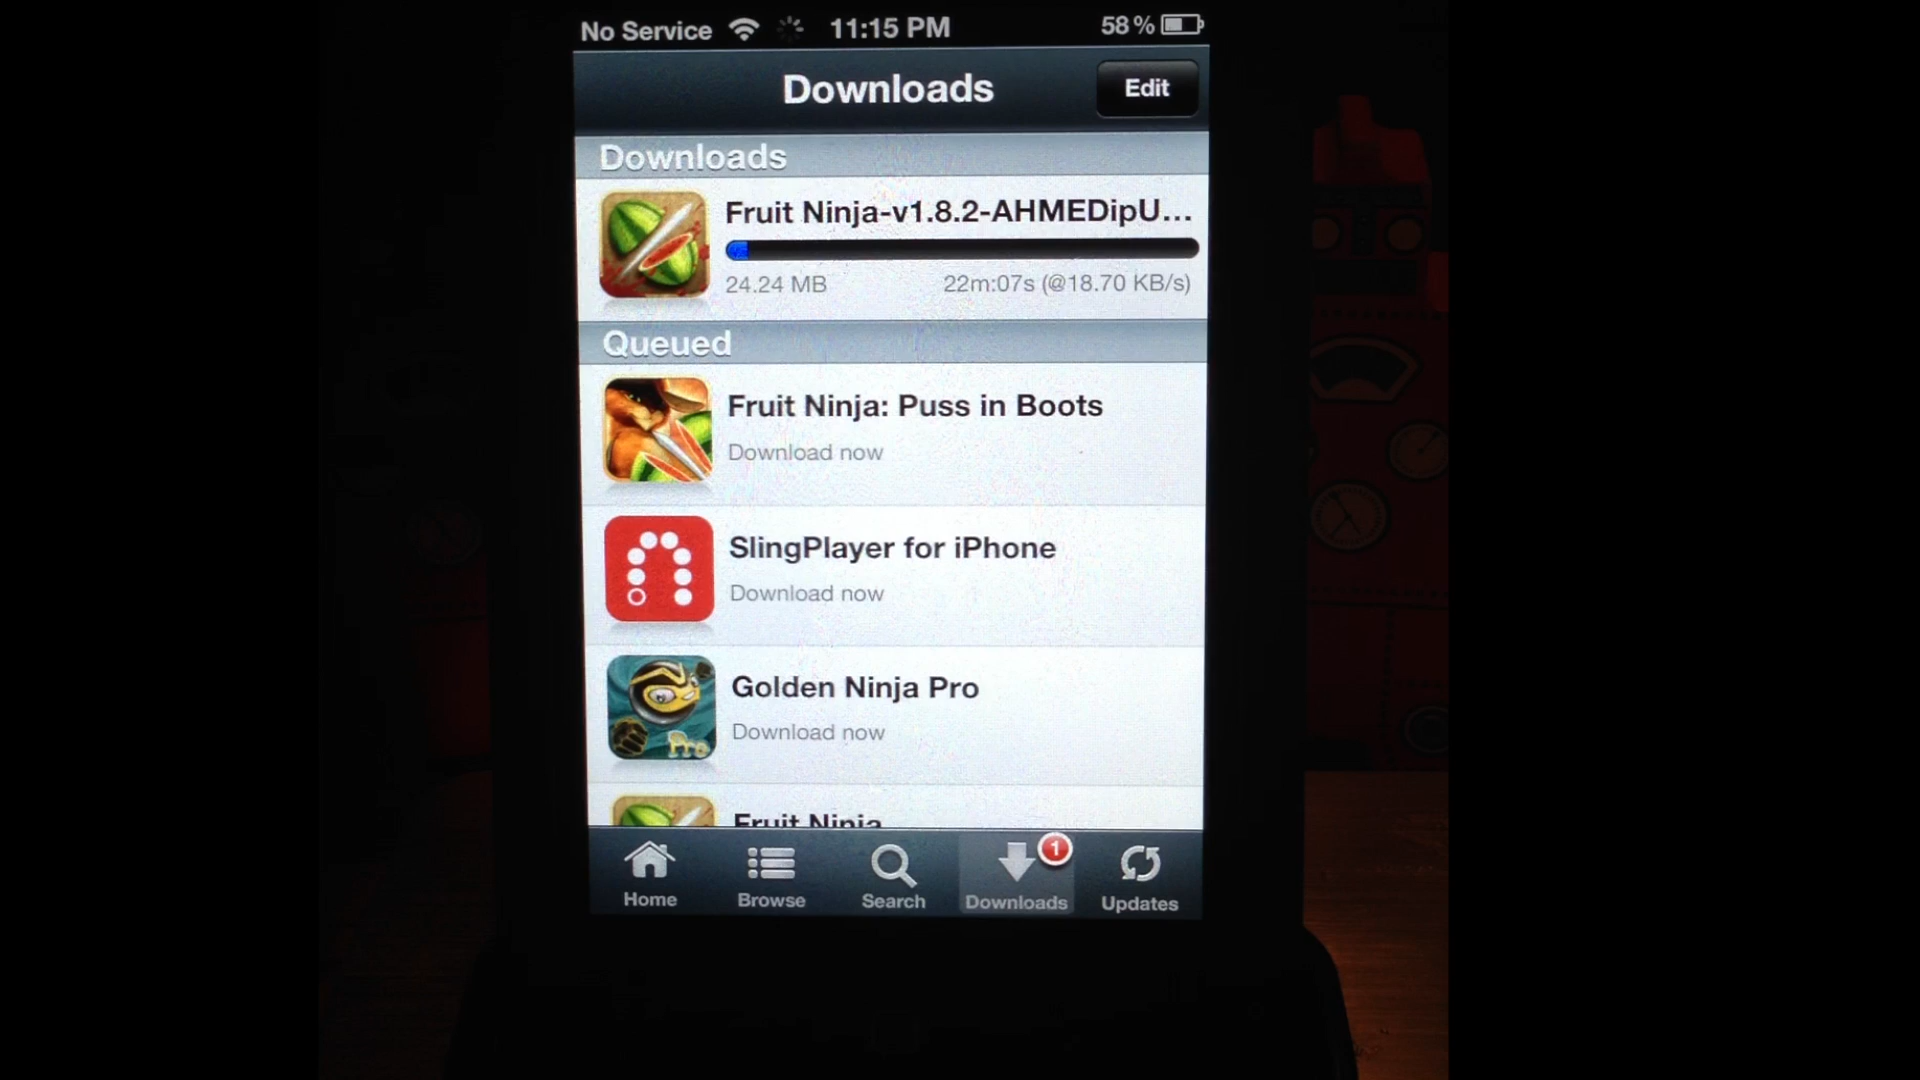 No Service 11:15 PM 58%
Downloads Edit
Downloads
Fruit Ninja-v1.8.2-AHMEDipU...
24.24 MB 22m:07s (@18.70 KB/s)
Queued
Fruit Ninja: Puss in Boots
Download now
SlingPlayer for iPhone
Download now
Golden Ninja Pro
Download now
Pro
Fruit Ninja
1
Home Browse Search Downloads Updates